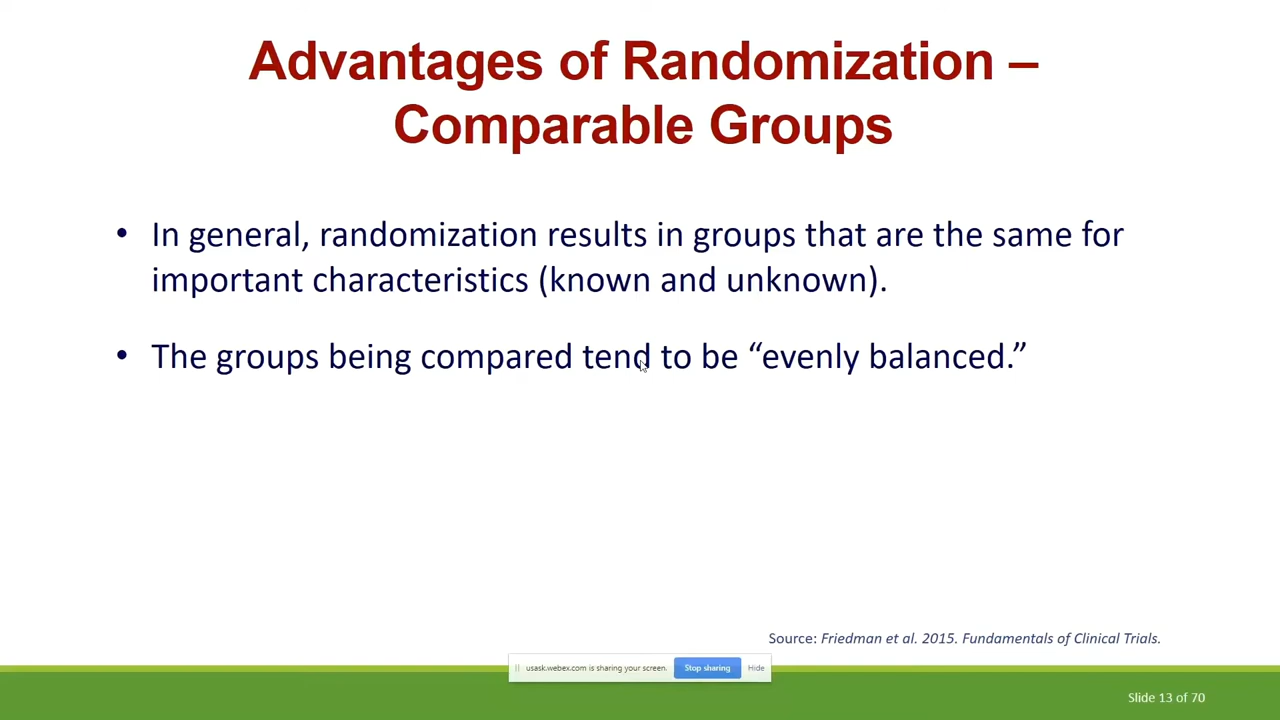 Advantages of Randomization –
Comparable Groups
• In general, randomization results in groups that are the same for
important characteristics (known and unknown).
• The groups being compared tend to be “evenly balanced.”
Source: Friedman et al. 2015. Fundamentals of Clinical Trials.
usask.webex.com is sharing your screen. Stop sharing Hide
Slide 13 of 70